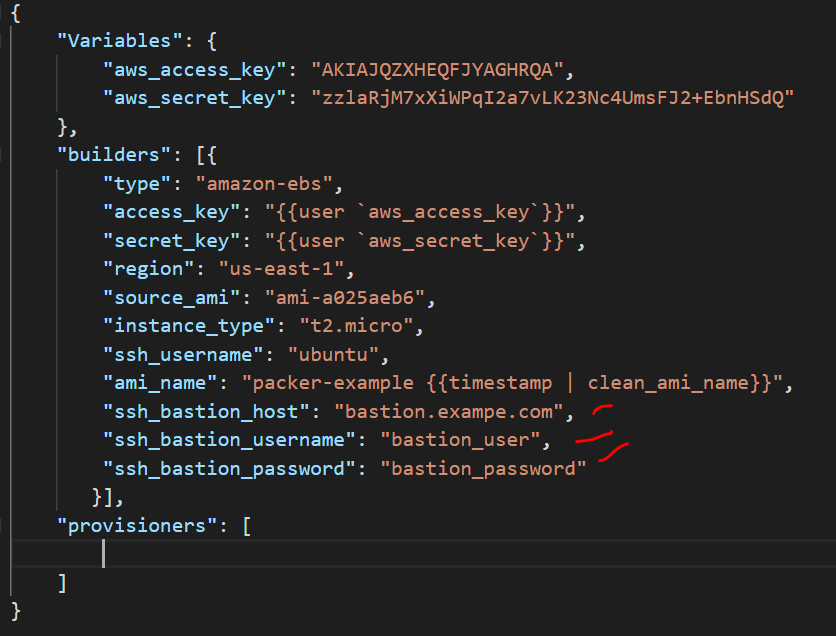 {
"Variables": {
"aws_access_key": "AKIAJQZXHEQFJYAGHRQA",
"aws_secret_key": "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"
},
"builders": [{
"type": "amazon-ebs",
"access_key": "{{user `aws_access_key`}}",
"secret_key": "{{user `aws_secret_key`}}",
"region": "us-east-1",
"source_ami": "ami-a025aeb6",
"instance_type": "t2.micro",
"ssh_username": "ubuntu",
"ami_name": "packer-example {{timestamp | clean_ami_name}}",
"ssh_bastion_host": "bastion.exampe.com",
"ssh_bastion_username": "bastion_user",
"ssh_bastion_password": "bastion_password"
}],
"provisioners": [
]
}